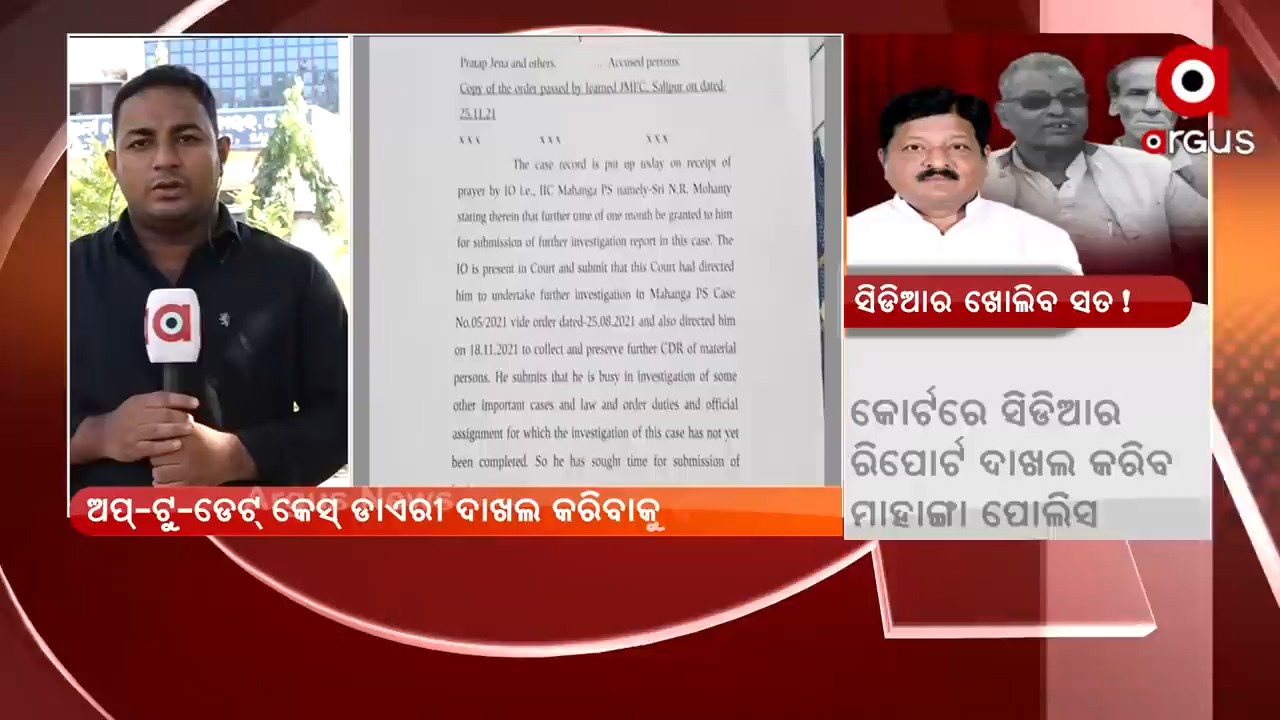 Pratap Jena and others. ... Accused persons.
Copy of the order passed by learned JMFC, Salipur on dated
25.11.21
x x x x x x x x x
The case record is put up today on receipt of
prayer by IO i.e., IIC Mahanga PS namely-Sri N.R. Mohanty
stating therein that further time of one month be granted to him
for submission of further investigation report in this case. The
IO is present in Court and submit that this Court had directed
him to undertake further investigation in Mahanga PS Case
No.05/2021 vide order dated-25.08.2021 and also directed him
on 18.11.2021 to collect and preserve further CDR of material
persons. He submits that he is busy in investigation of some
other important cases and law and order duties and official
assignment for which the investigation of this case has not yet
been completed. So he has sought time for submission of
Argus News
ଅପ୍-ଟୁ-ଡେଟ୍ କେସ୍ ଡାଏରୀ ଦାଖଲ କରିବାକୁ
a
argus
ସିଡିଆର ଖୋଲିବ ସତ!
କୋର୍ଟରେ ସିଡିଆର
ରିପୋର୍ଟ ଦାଖଲ କରିବ
ମାହାଙ୍ଗା ପୋଲିସ